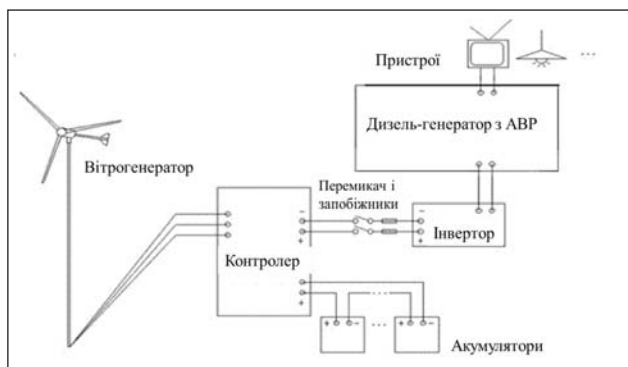 Пристрої
...
Дизель-генератор з АВР
Вітрогенератор
Перемикач і
запобіжники
−
+
−
+
Інвертор
Контролер
−
+
+ −
...
+ −
Акумулятори